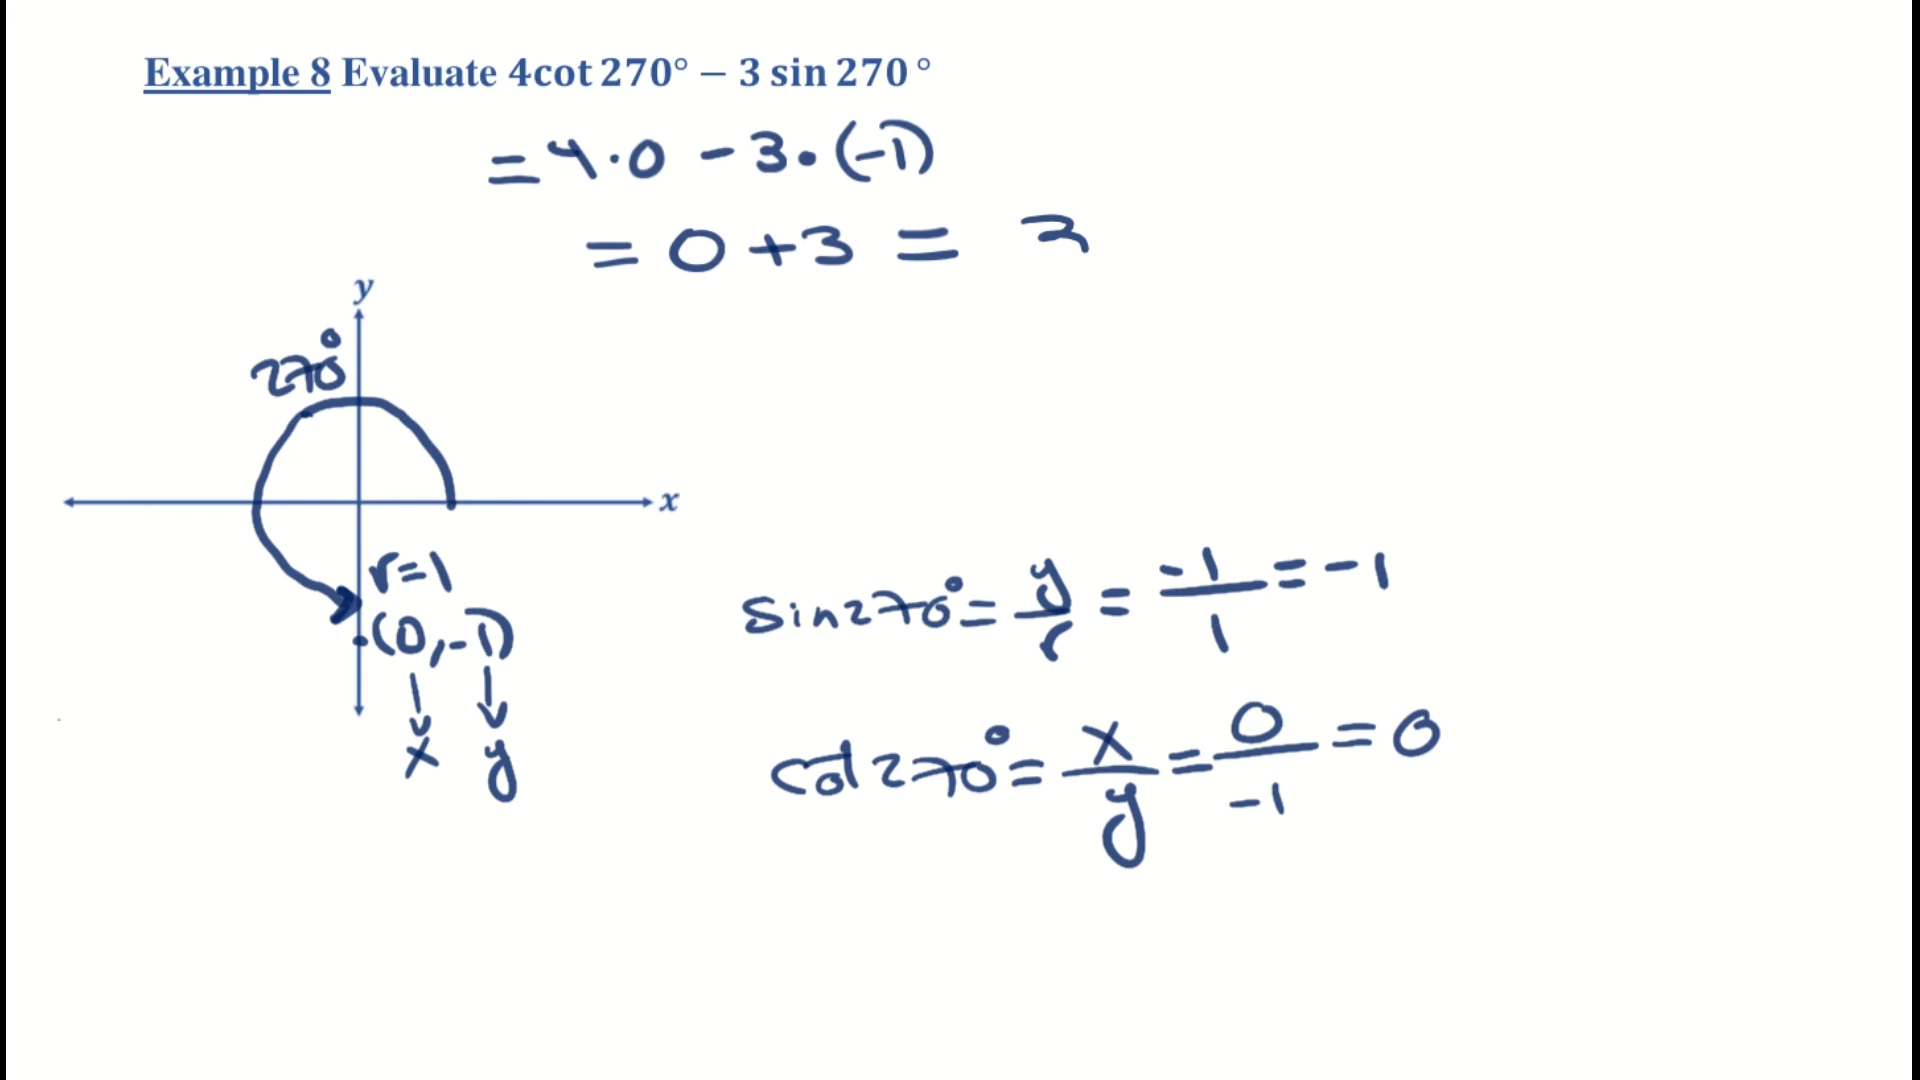 Example 8 Evaluate 4cot 270° − 3 sin 270 °
= 4·0 − 3·(−1)
= 0 + 3 = 3
y
270°
x
r=1
(0,−1)
x y
sin 270° = y/r = −1/1 = −1
cot 270° = x/y = 0/−1 = 0